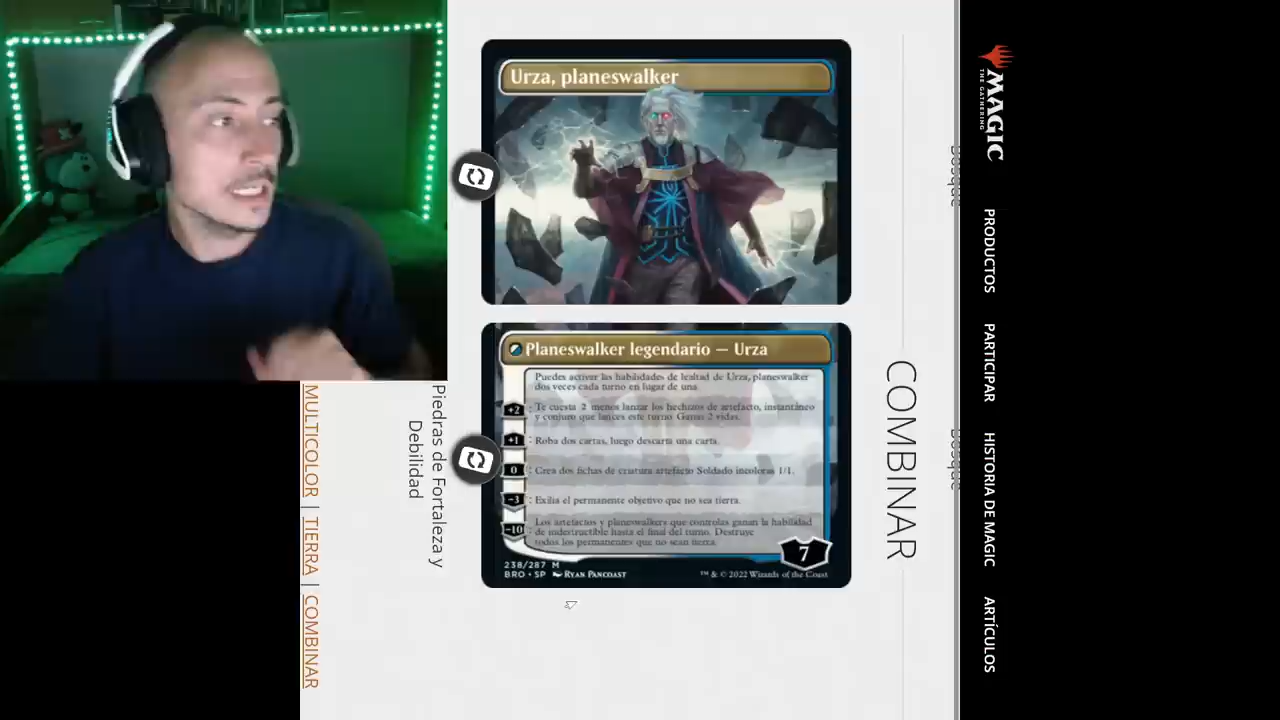 Urza, planeswalker
Planeswalker legendario — Urza
Puedes activar las habilidades de lealtad de Urza, planeswalker
dos veces cada turno en lugar de una.
+2 : Te cuesta 2 menos lanzar los hechizos de artefacto, instantáneo
y conjuro que lances este turno. Ganas 2 vidas.
+1 : Roba dos cartas, luego descarta una carta.
0 : Crea dos fichas de criatura artefacto Soldado incoloras 1/1.
−3 : Exilia el permanente objetivo que no sea tierra.
−10 : Los artefactos y planeswalkers que controlas ganan la habilidad
de indestructible hasta el final del turno. Destruye
todos los permanentes que no sean tierra.
7
238/287 M
BRO • SP RYAN PANCOAST
™ & © 2022 Wizards of the Coast
COMBINAR
Piedras de Fortaleza y
Debilidad
MULTICOLOR | TIERRA | COMBINAR
MAGIC
THE GATHERING
PRODUCTOS
PARTICIPAR
HISTORIA DE MAGIC
ARTÍCULOS